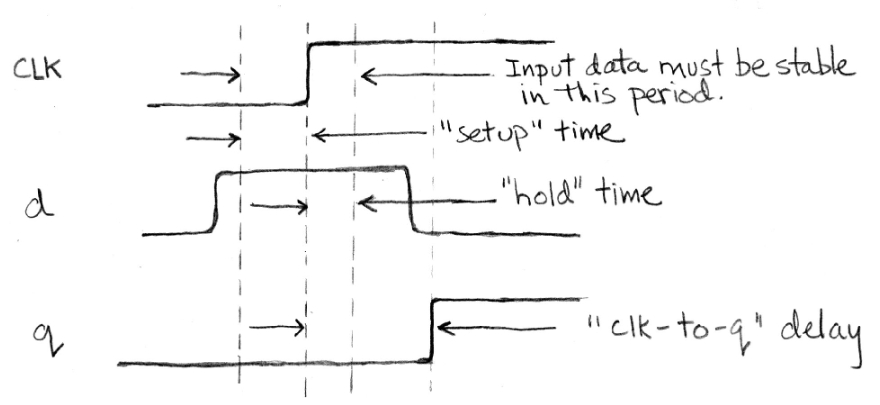 CLK
Input data must be stable
in this period.
"setup" time
d
"hold" time
q
"clk-to-q" delay